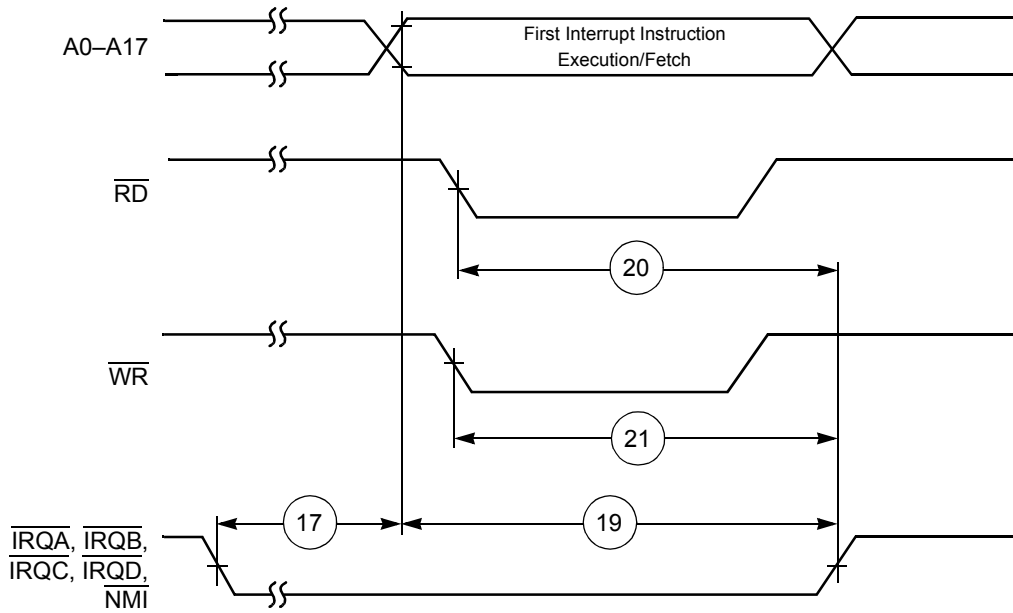 A0–A17
First Interrupt Instruction
Execution/Fetch
RD
20
WR
21
17
19
IRQA, IRQB,
IRQC, IRQD,
NMI